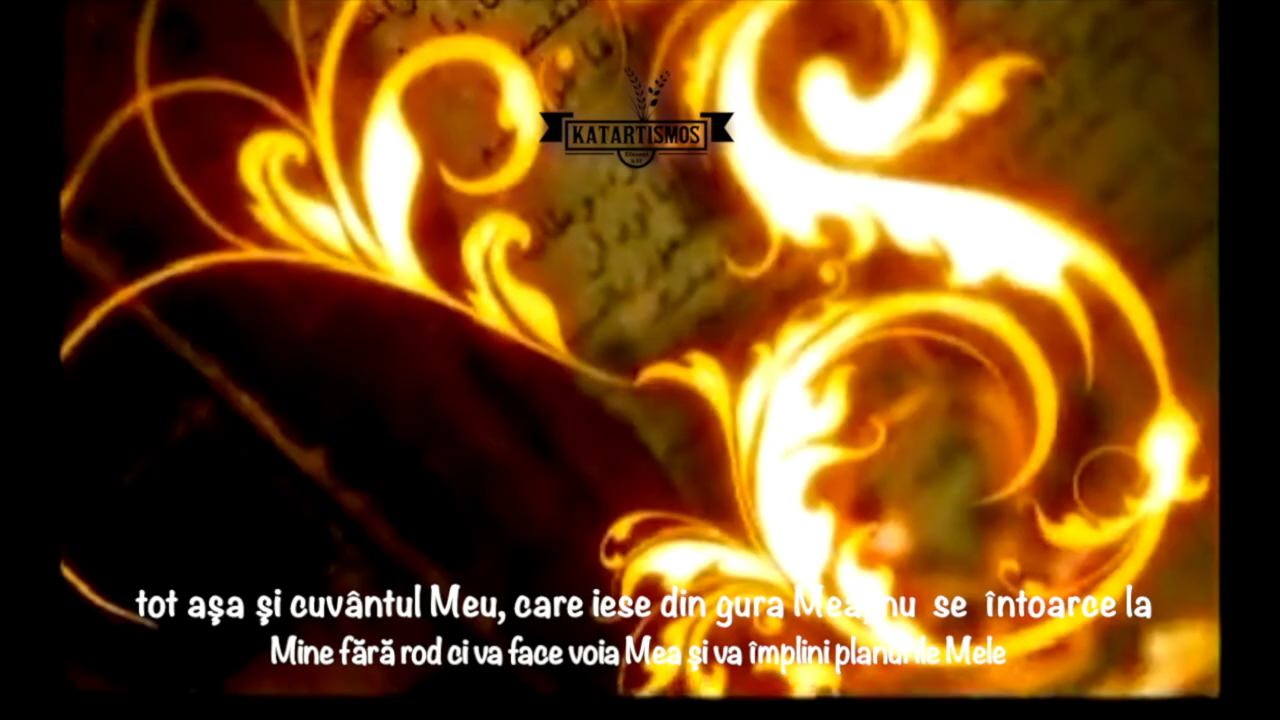 KATARTISMOS
tot așa și cuvântul Meu, care iese din gura Mea, nu se întoarce la
Mine fără rod ci va face voia Mea și va împlini planurile Mele